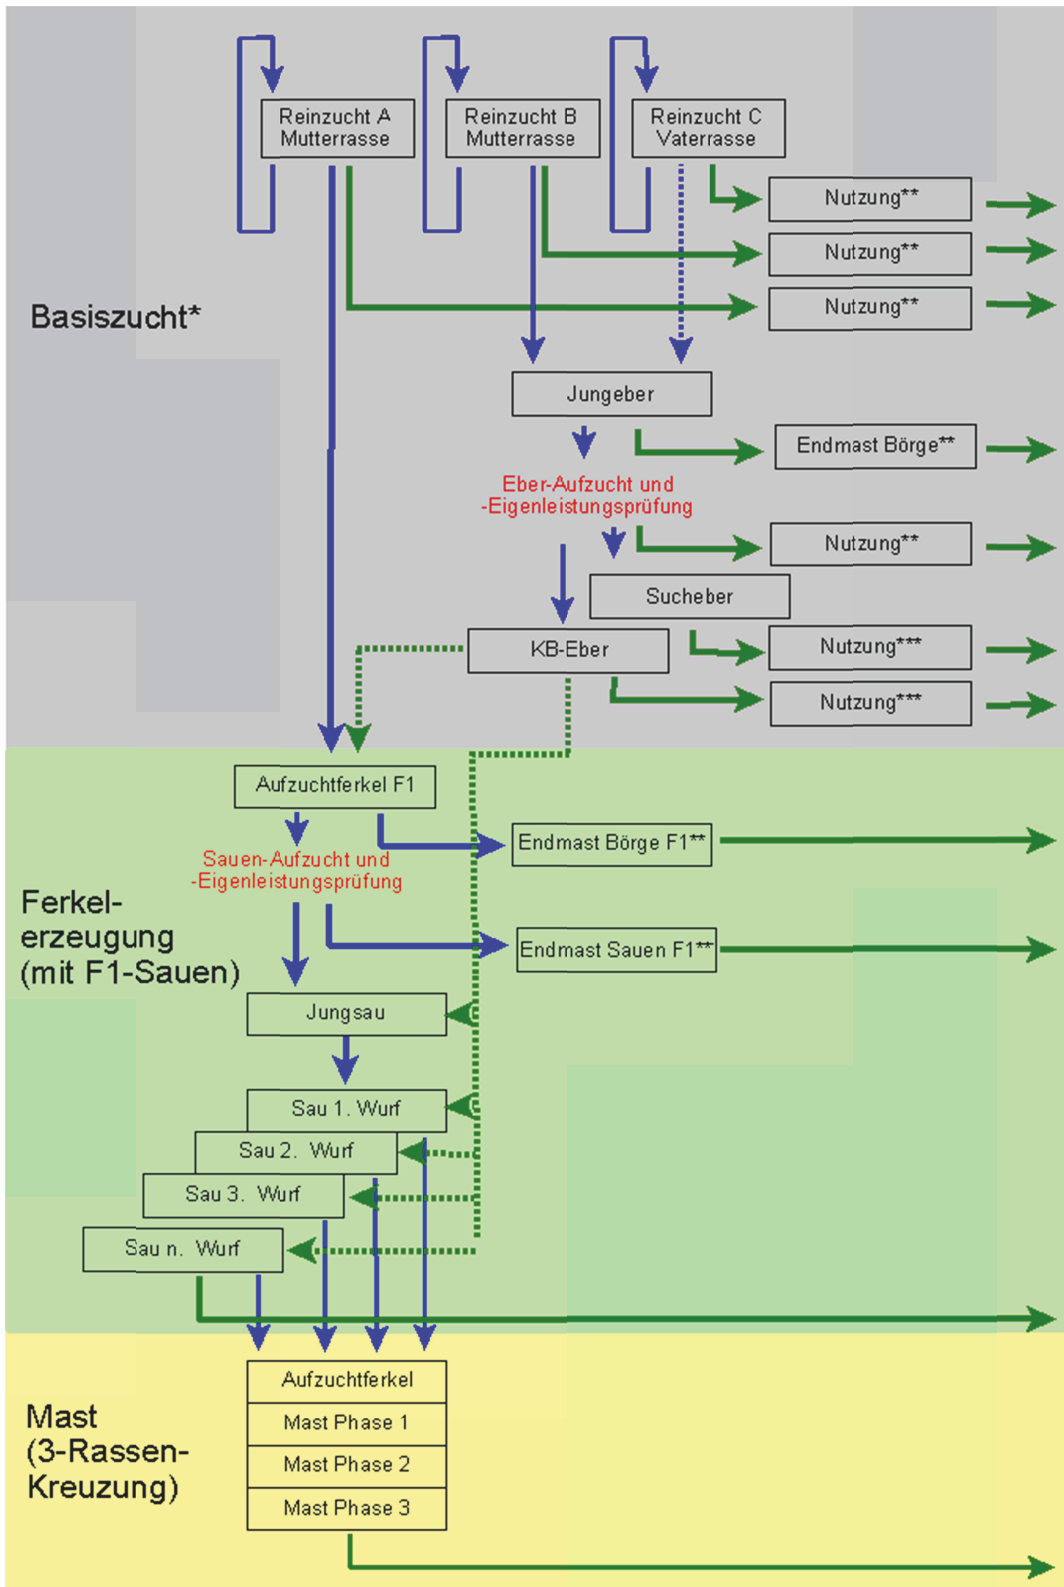 Reinzucht A
Mutterrasse
Reinzucht B
Mutterrasse
Reinzucht C
Vaterrasse
Nutzung**
Nutzung**
Nutzung**
Basiszucht*
Jungeber
Endmast Börge**
Eber-Aufzucht und
-Eigenleistungsprüfung
Nutzung**
Sucheber
KB-Eber
Nutzung***
Nutzung***
Aufzuchtferkel F1
Endmast Börge F1**
Sauen-Aufzucht und
-Eigenleistungsprüfung
Ferkel-
erzeugung
(mit F1-Sauen)
Endmast Sauen F1**
Jungsau
Sau 1. Wurf
Sau 2. Wurf
Sau 3. Wurf
Sau n. Wurf
Mast
(3-Rassen-
Kreuzung)
Aufzuchtferkel
Mast Phase 1
Mast Phase 2
Mast Phase 3